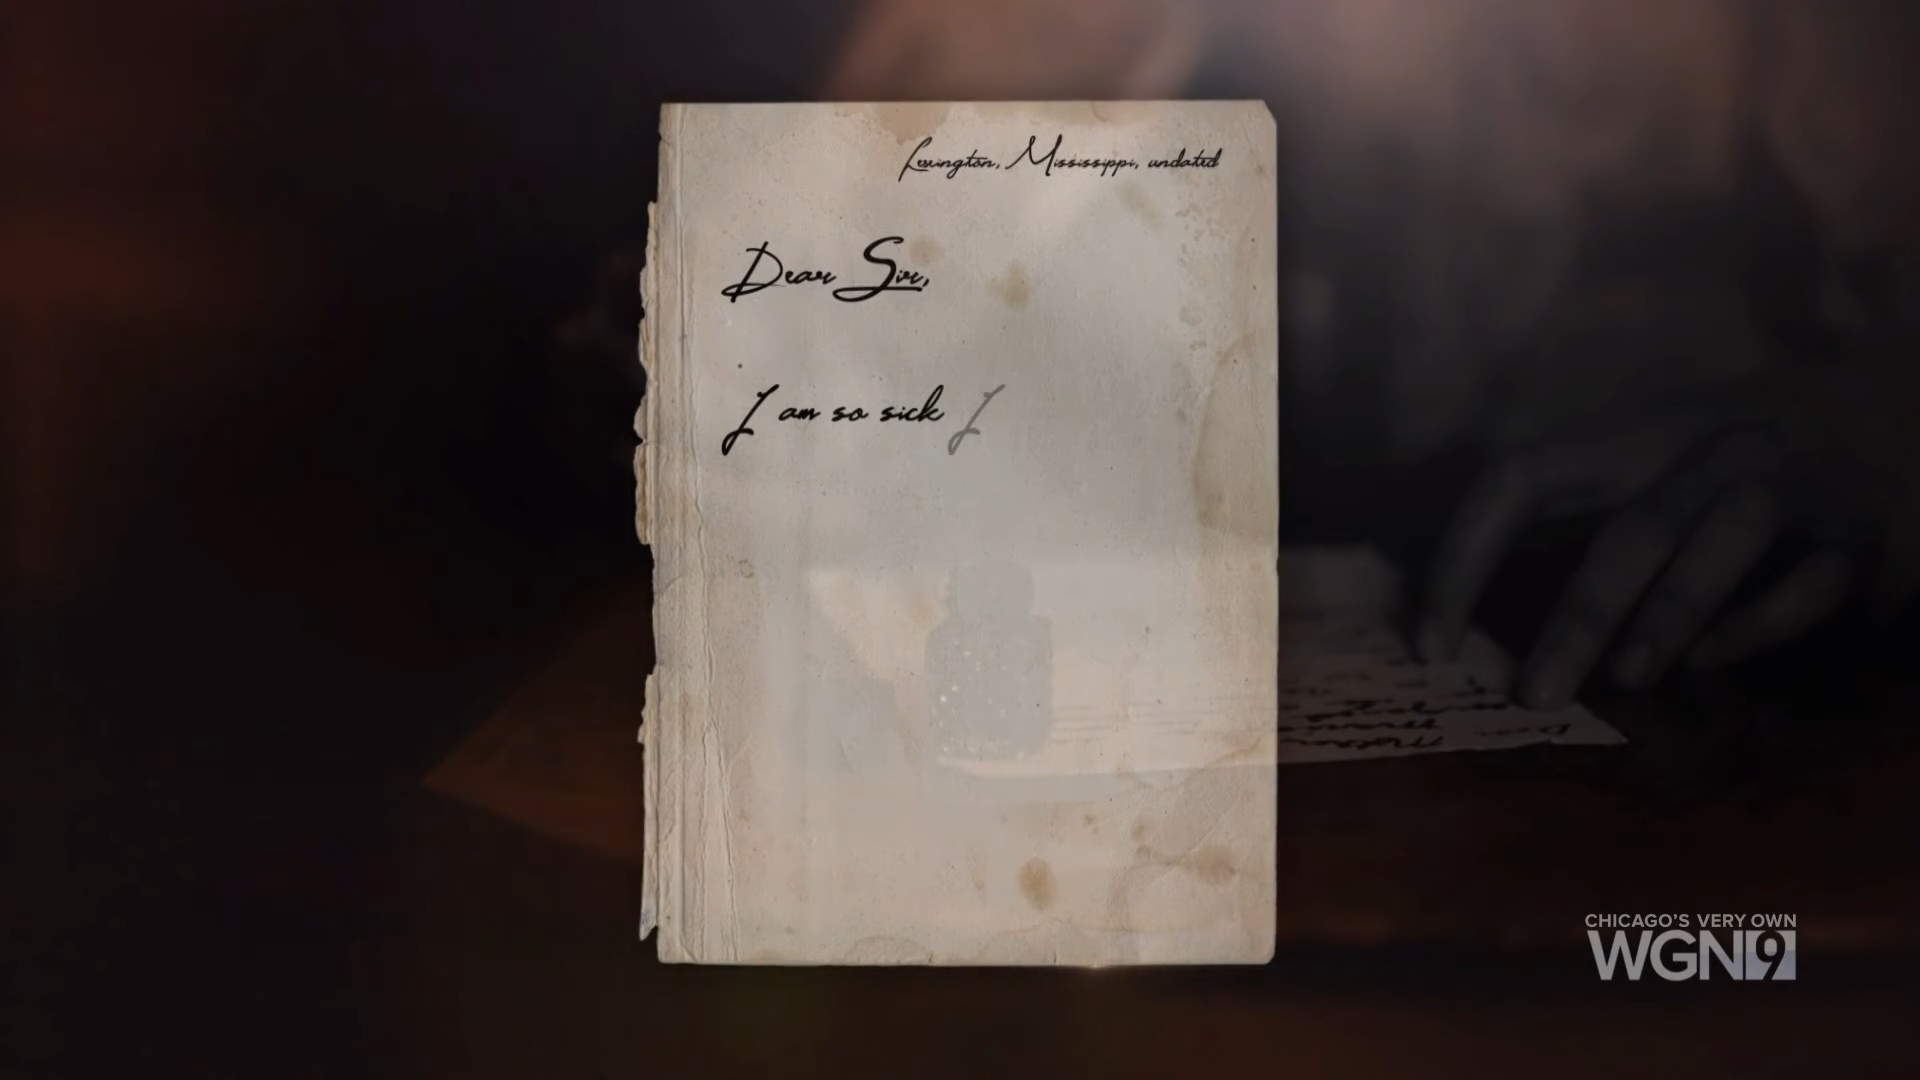 Lexington, Mississippi, undated
Dear Sir,
I am so sick I
CHICAGO'S VERY OWN
WGN9